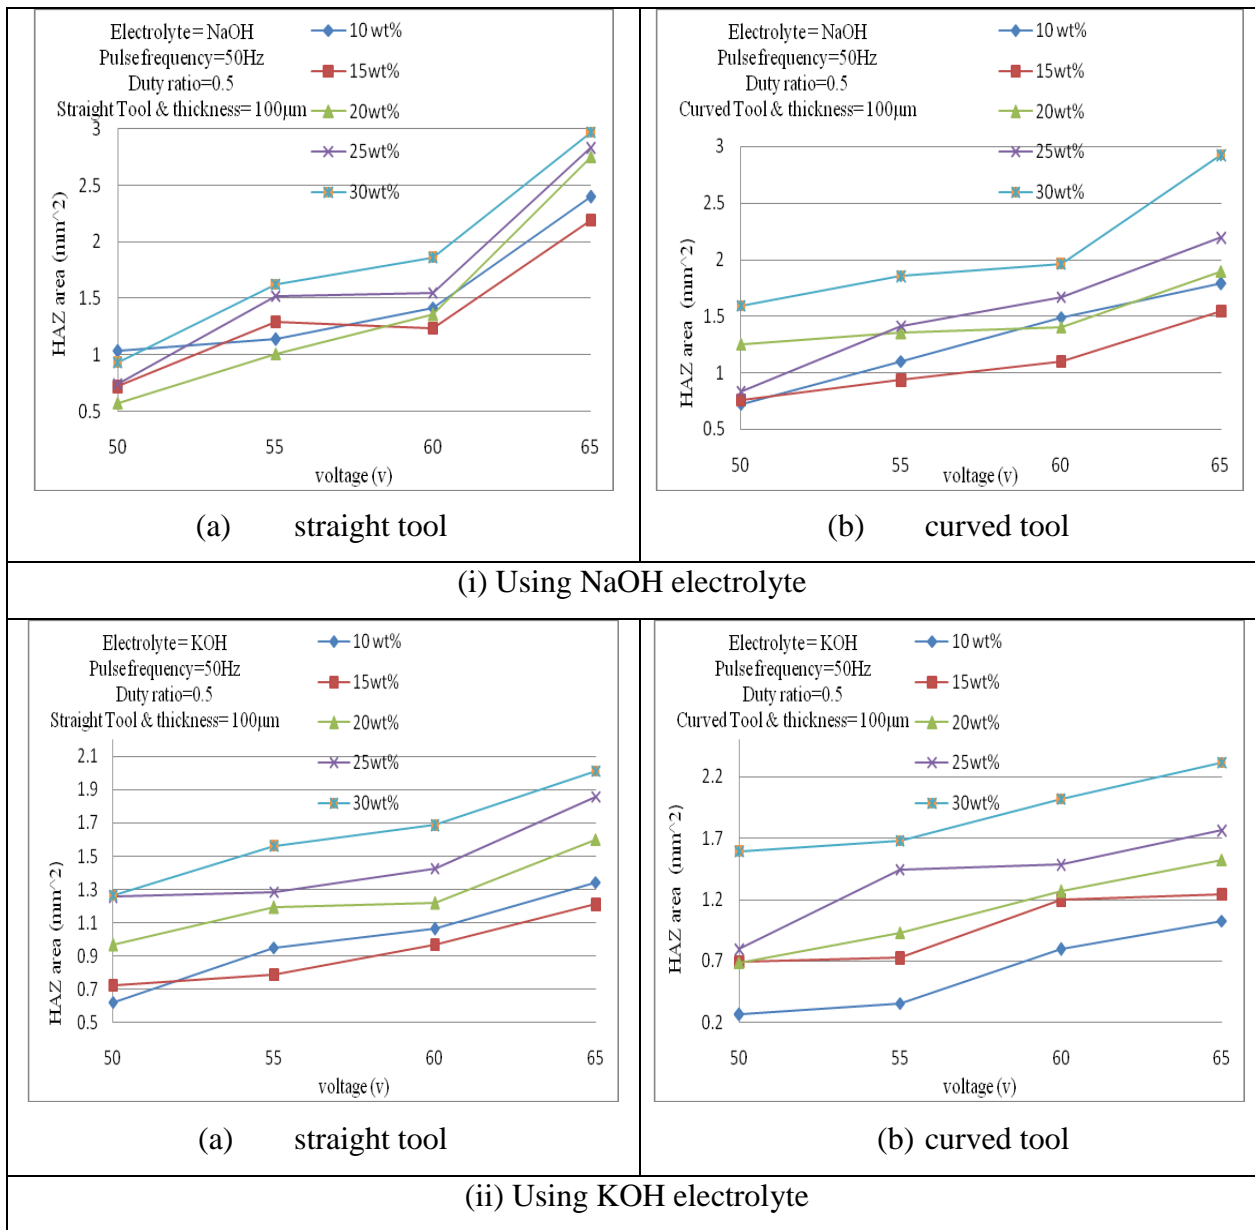 Electrolyte= NaOH
Pulse frequency=50Hz
Duty ratio=0.5
Straight Tool & thickness= 100µm
10 wt%
15wt%
20wt%
25wt%
30wt%
HAZ area (mm^2)
3
2.5
2
1.5
1
0.5
50 55 60 65
voltage (v)
(a) straight tool
Electrolyte= NaOH
Pulse frequency=50Hz
Duty ratio=0.5
Curved Tool & thickness= 100µm
10 wt%
15wt%
20wt%
25wt%
30wt%
HAZ area (mm^2)
3
2.5
2
1.5
1
0.5
50 55 60 65
voltage (v)
(b) curved tool
(i) Using NaOH electrolyte
Electrolyte= KOH
Pulse frequency=50Hz
Duty ratio=0.5
Straight Tool & thickness= 100µm
10 wt%
15wt%
20wt%
25wt%
30wt%
HAZ area (mm^2)
2.1
1.9
1.7
1.5
1.3
1.1
0.9
0.7
0.5
50 55 60 65
voltage (v)
(a) straight tool
Electrolyte= KOH
Pulse frequency=50Hz
Duty ratio=0.5
Curved Tool & thickness= 100µm
10 wt%
15wt%
20wt%
25wt%
30wt%
HAZ area (mm^2)
2.2
1.7
1.2
0.7
0.2
50 55 60 65
voltage (v)
(b) curved tool
(ii) Using KOH electrolyte